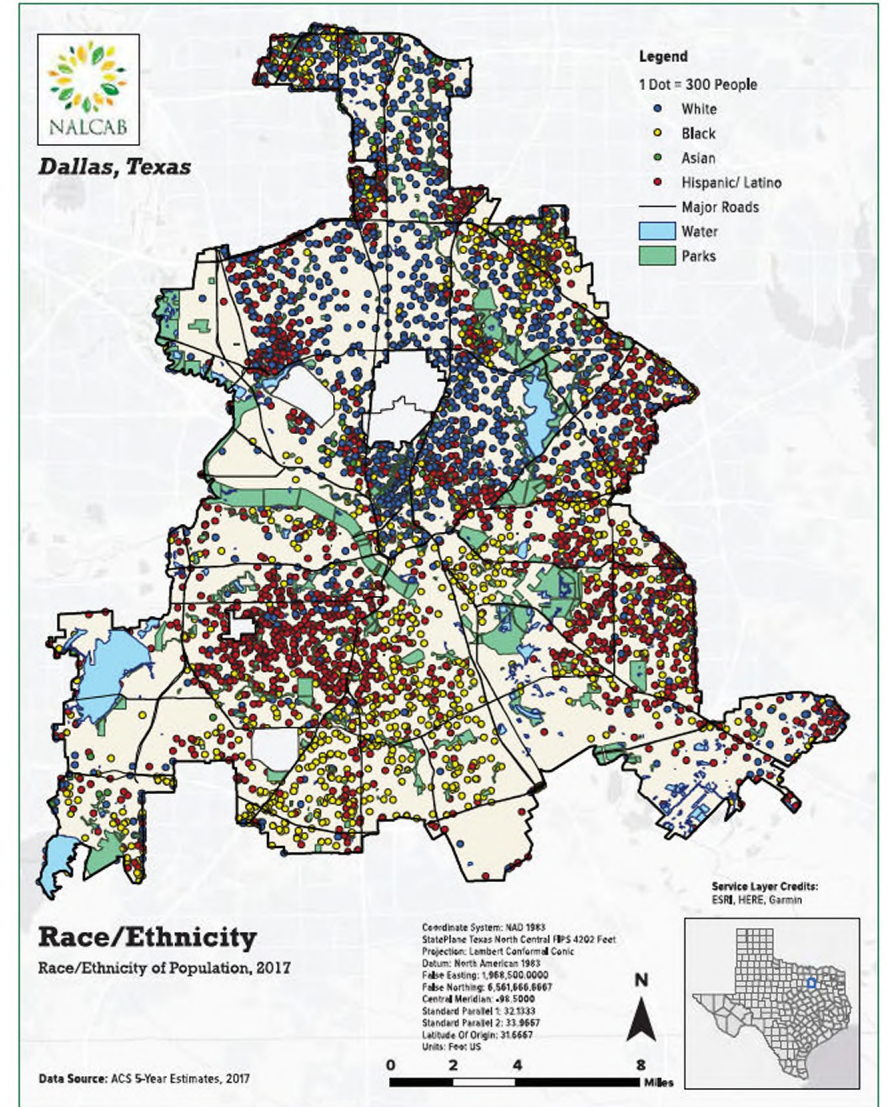 NALCAB
Dallas, Texas
Legend
1 Dot = 300 People
White
Black
Asian
Hispanic/ Latino
Major Roads
Water
Parks
Service Layer Credits:
ESRI, HERE, Garmin
Race/Ethnicity
Race/Ethnicity of Population, 2017
Coordinate System: NAD 1983
StatePlane Texas North Central FIPS 4202 Feet
Projection: Lambert Conformal Conic
Datum: North American 1983
False Easting: 1,968,500.0000
False Northing: 6,561,666.6667
Central Meridian: -98.5000
Standard Parallel 1: 32.1333
Standard Parallel 2: 33.9667
Latitude Of Origin: 31.6667
Units: Foot US
N
0 2 4 8
Miles
Data Source: ACS 5-Year Estimates, 2017